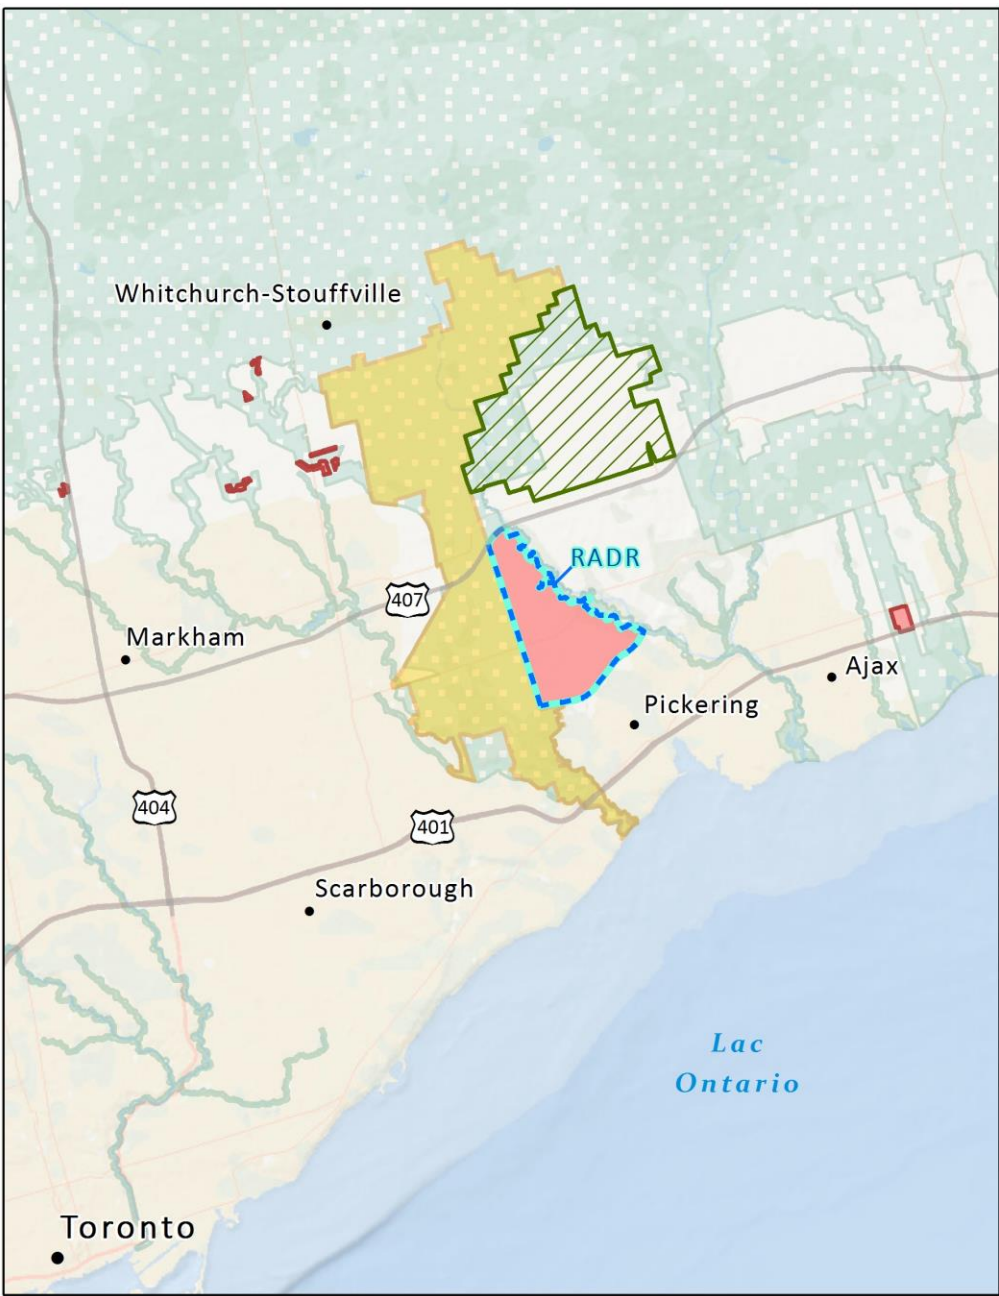 Whitchurch-Stouffville
RADR
407
Markham
Ajax
Pickering
404
401
Scarborough
Lac
Ontario
Toronto